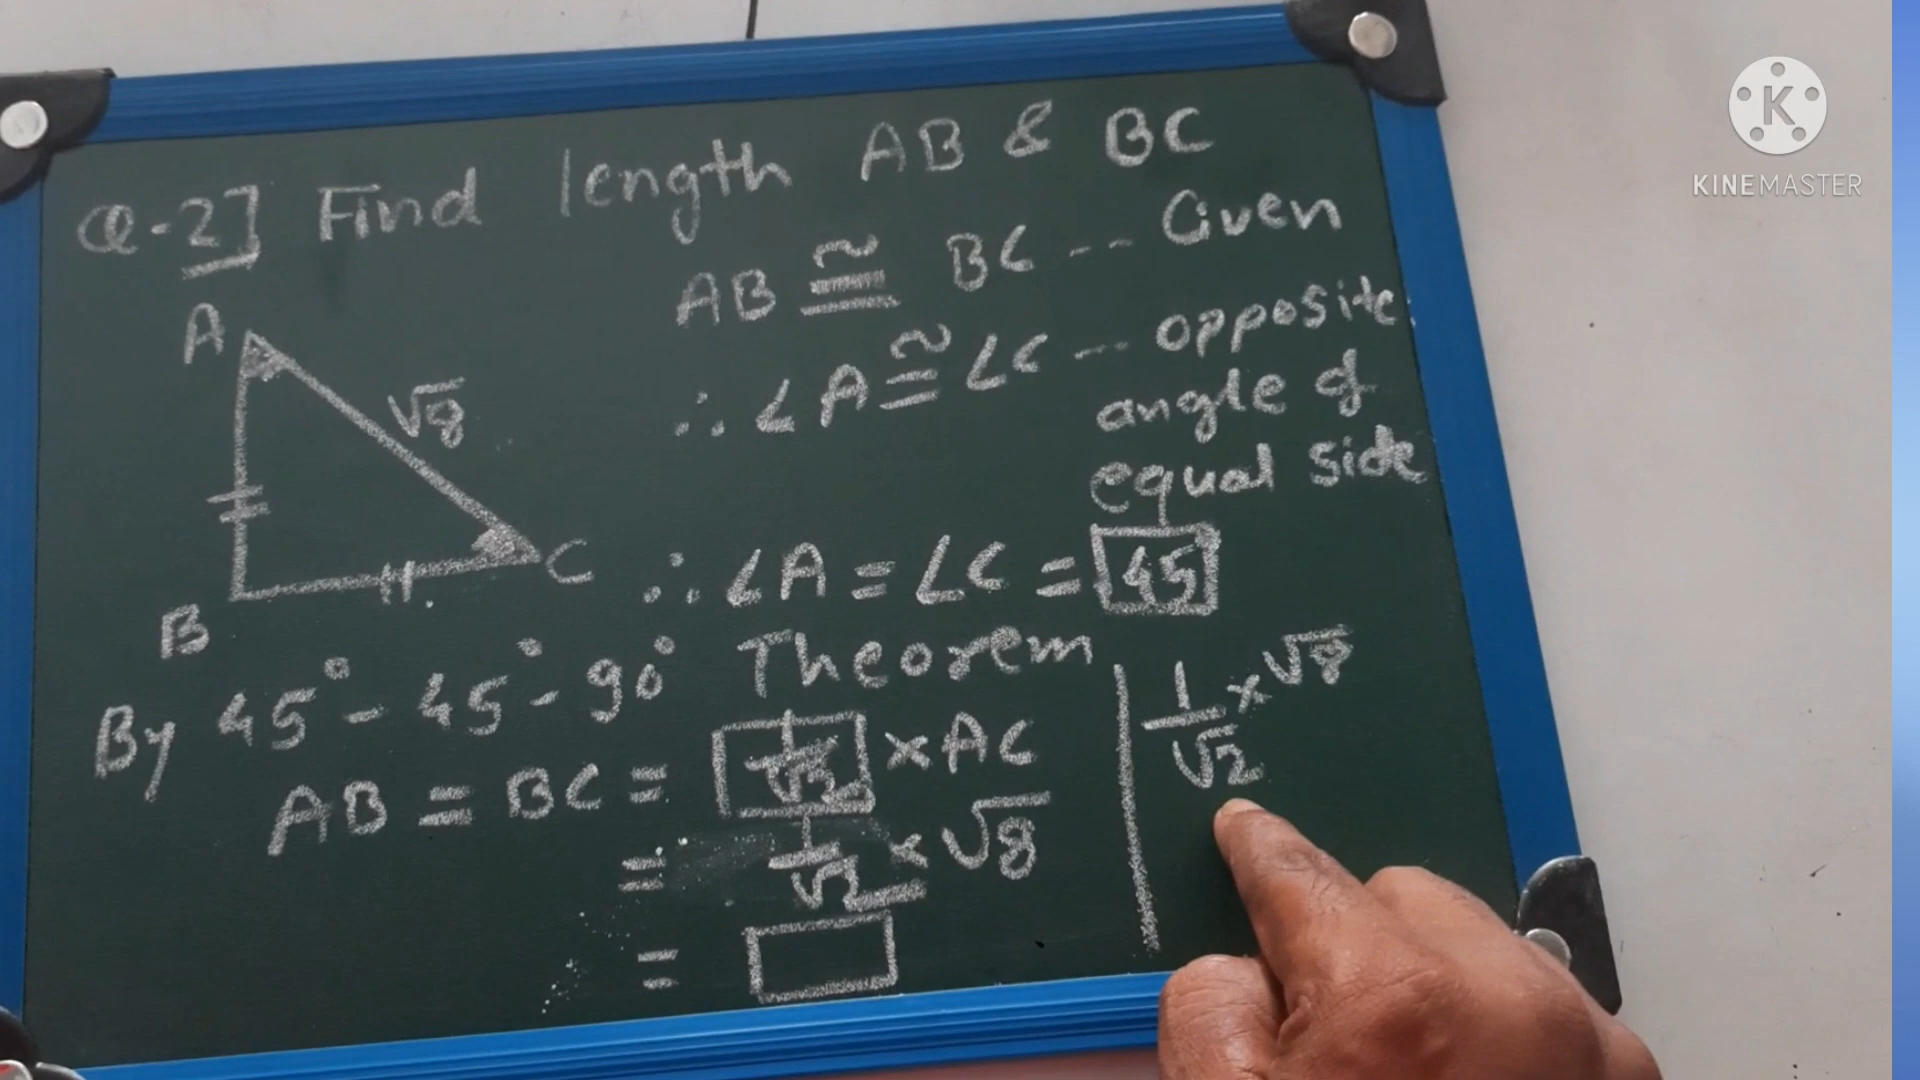 Q-2] Find length AB & BC
AB ≅ BC -- Given
∴ ∠A ≅ ∠C -- opposite
angle of
equal side
A
√8
B
C
∴ ∠A = ∠C = 45
By 45° - 45° - 90° Theorem
AB = BC = 1/√2 × AC
= 1/√2 × √8
=
1/√2 × √8
K
KINEMASTER